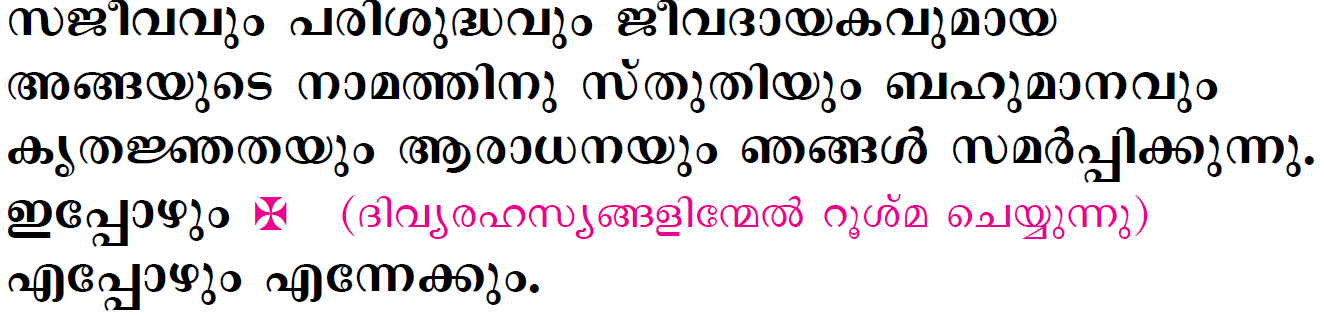 സജീവവും പരിശുദ്ധവും ജീവദായകവുമായ
അങ്ങയുടെ നാമത്തിനു സ്തുതിയും ബഹുമാനവും
കൃതജ്ഞതയും ആരാധനയും ഞങ്ങൾ സമർപ്പിക്കുന്നു.
ഇപ്പോഴും ✠ (ദിവ്യരഹസ്യങ്ങളിന്മേൽ റൂശ്മ ചെയ്യുന്നു)
എപ്പോഴും എന്നേക്കും.